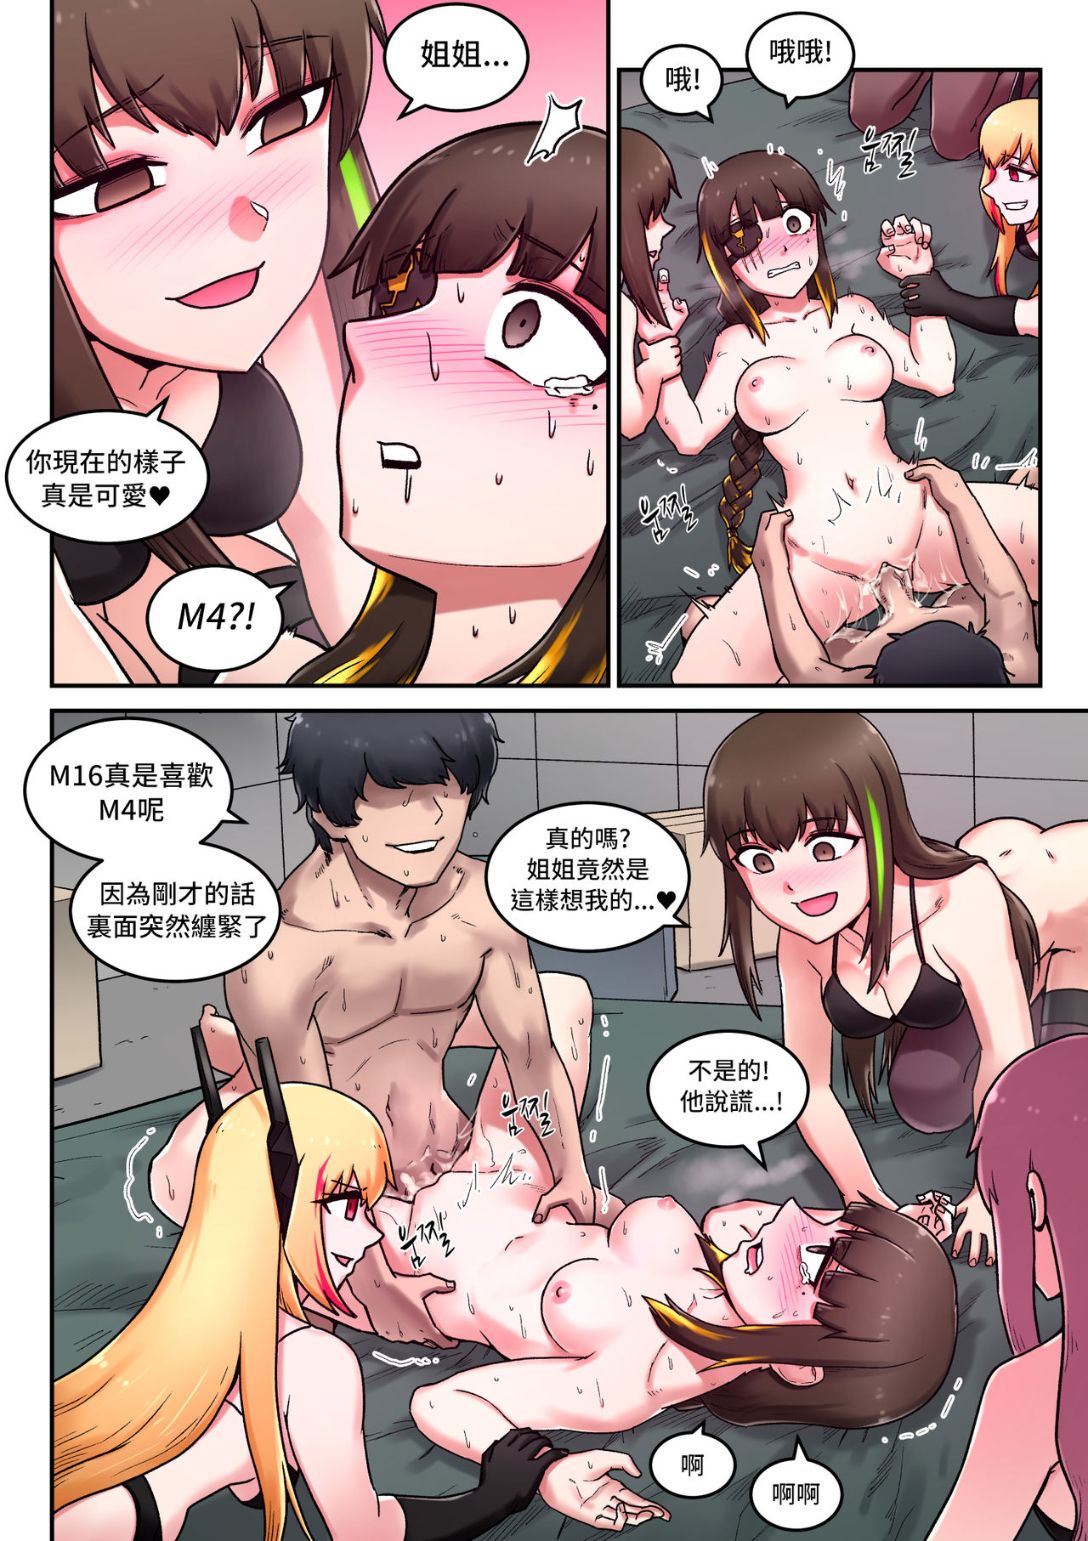 姐姐...
你現在的樣子
真是可愛♥
M4?!
哦!
哦哦!
움찔
움찔
M16真是喜歡
M4呢
因為剛才的話
裏面突然纏緊了
真的嗎?
姐姐竟然是
這樣想我的...♥
不是的!
他說謊...!
움찔
움찔
啊
啊啊